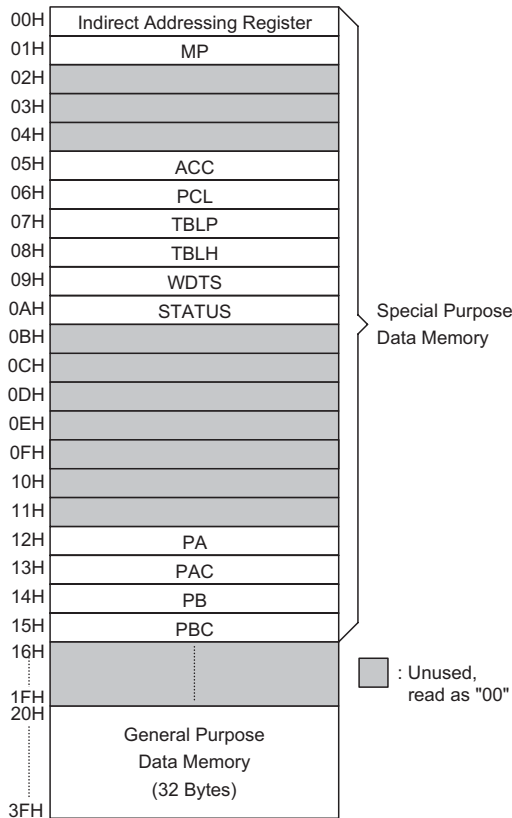 00H Indirect Addressing Register
01H MP
02H
03H
04H
05H ACC
06H PCL
07H TBLP
08H TBLH
09H WDTS
0AH STATUS
0BH
0CH
0DH
0EH
0FH
10H
11H
12H PA
13H PAC
14H PB
15H PBC
16H
1FH
20H
General Purpose
Data Memory
(32 Bytes)
3FH
Special Purpose
Data Memory
: Unused,
read as "00"